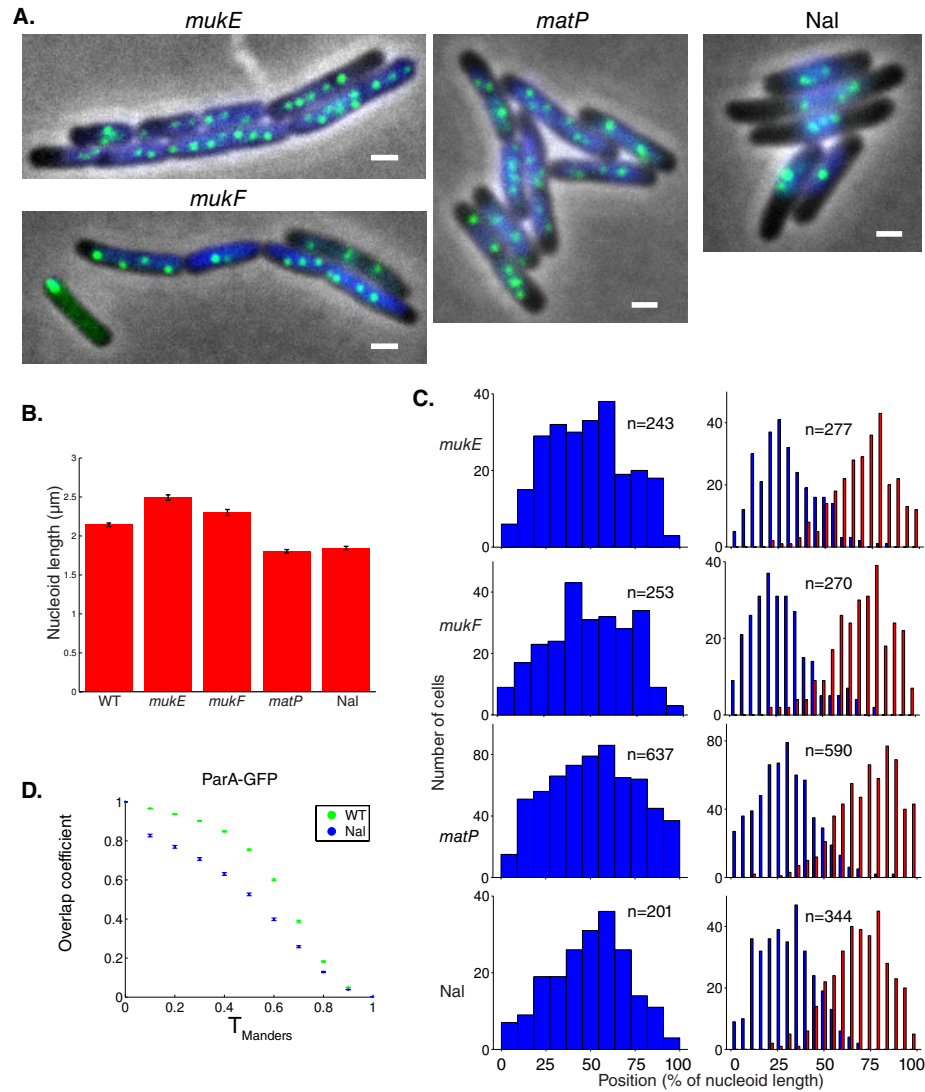 A.
mukE
matP
Nal
mukF
B.
Nucleoid length (µm)
3
2.5
2
1.5
1
0.5
0
WT
mukE
mukF
matP
Nal
C.
Number of cells
mukE
40
20
0
n=243
40
20
0
n=277
mukF
40
20
0
n=253
40
20
0
n=270
matP
80
40
0
n=637
80
40
0
n=590
Nal
40
20
0
n=201
40
20
0
n=344
0
25
50
75
100
0
25
50
75
100
Position (% of nucleoid length)
D.
ParA-GFP
WT
Nal
Overlap coefficient
1
0.8
0.6
0.4
0.2
0
0
0.2
0.4
0.6
0.8
1
T Manders